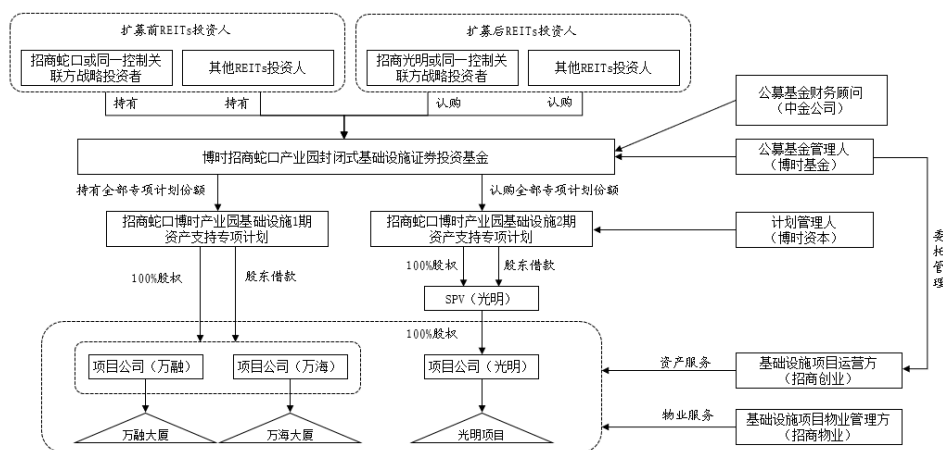 扩募前REITs投资人
扩募后REITs投资人
招商蛇口或同一控制关
联方战略投资者
其他REITs投资人
招商光明或同一控制关
联方战略投资者
其他REITs投资人
持有
持有
认购
认购
公募基金财务顾问
（中金公司）
博时招商蛇口产业园封闭式基础设施证券投资基金
公募基金管理人
（博时基金）
持有全部专项计划份额
认购全部专项计划份额
招商蛇口博时产业园基础设施1期
资产支持专项计划
招商蛇口博时产业园基础设施2期
资产支持专项计划
计划管理人
（博时资本）
委托管理
100%股权
股东借款
100%股权
股东借款
SPV（光明）
100%股权
项目公司（万融）
项目公司（万海）
项目公司（光明）
资产服务
基础设施项目运营方
（招商创业）
万融大厦
万海大厦
光明项目
物业服务
基础设施项目物业管理方
（招商物业）